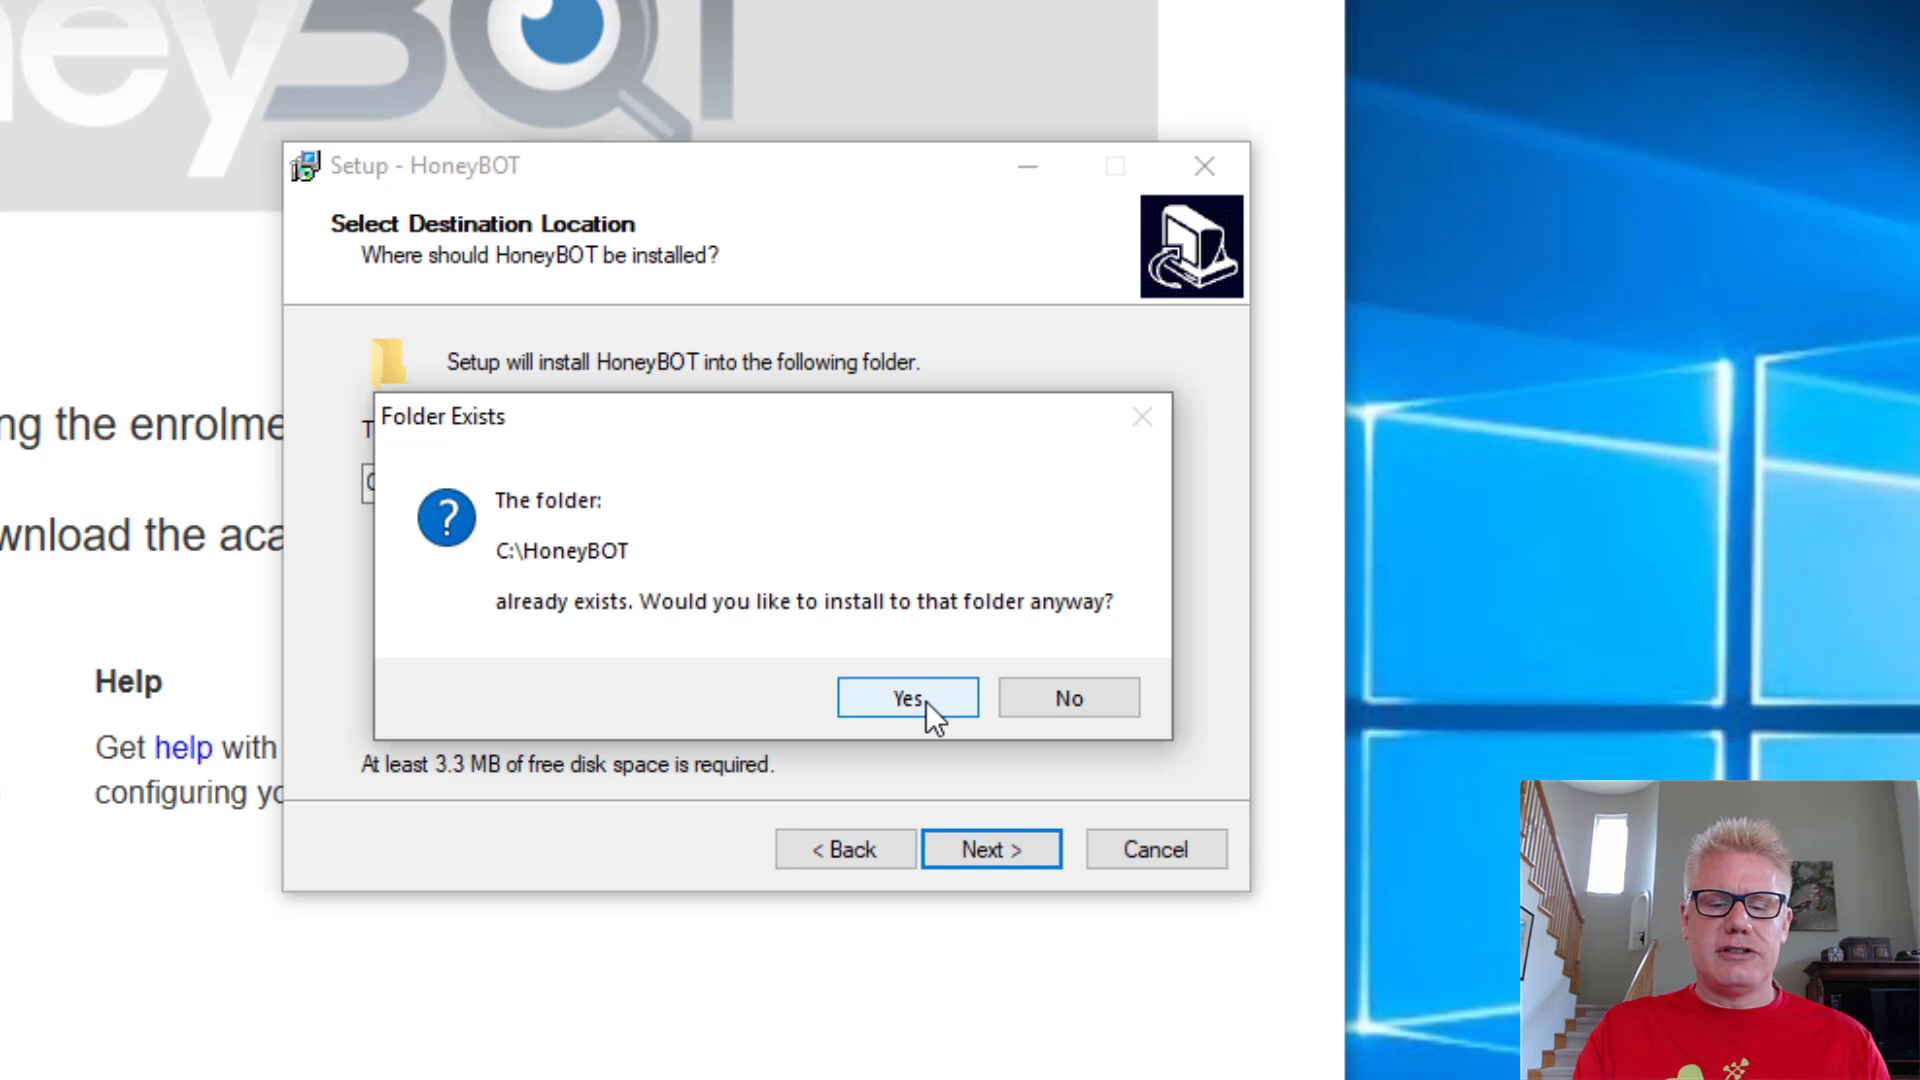 eyBOT
Setup - HoneyBOT
Select Destination Location
Where should HoneyBOT be installed?
Setup will install HoneyBOT into the following folder.
ng the enrolme
T
Folder Exists
The folder:
C:\HoneyBOT
already exists. Would you like to install to that folder anyway?
wnload the aca
Yes
No
Help
Get help with
configuring yo
At least 3.3 MB of free disk space is required.
< Back
Next >
Cancel